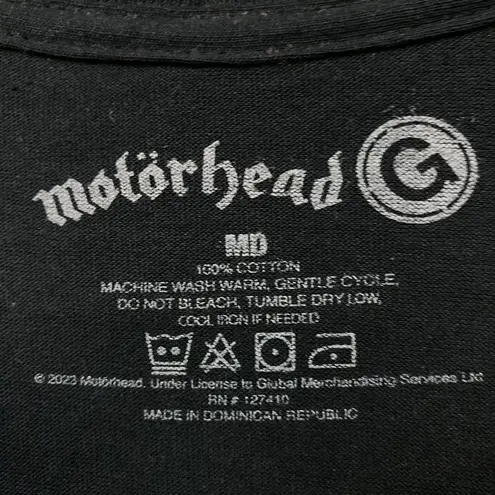 motörhead
MD
100% COTTON
MACHINE WASH WARM, GENTLE CYCLE,
DO NOT BLEACH, TUMBLE DRY LOW,
COOL IRON IF NEEDED
© 2023 Motörhead. Under License to Global Merchandising Services Ltd
RN # 127410
MADE IN DOMINICAN REPUBLIC